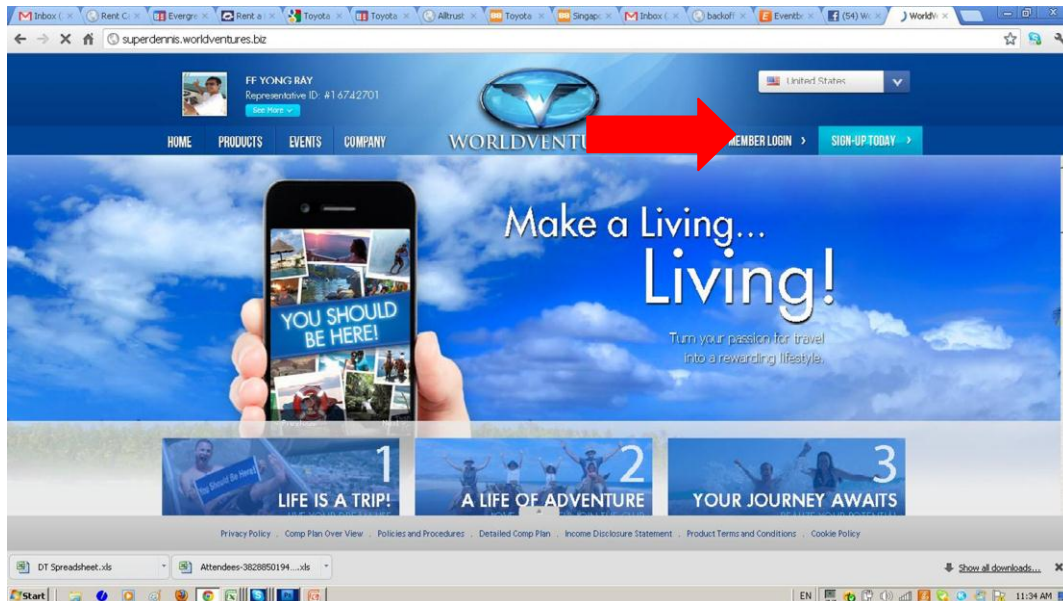 Inbox (
Rent C
Evergre
Rent a
Toyota
Toyota
Alltrust
Toyota
Singap
Inbox (
backoff
Eventb
(54) W
WorldV
superdennis.worldventures.biz
EE YONG RAY
Representative ID: #16742701
See More
United States
HOME PRODUCTS EVENTS COMPANY
WORLDVENTU
MEMBER LOGIN >
SIGN-UP TODAY >
Make a Living...
Living!
Turn your passion for travel
into a rewarding lifestyle.
YOU SHOULD
BE HERE!
You Should Be Here!
1
LIFE IS A TRIP!
2
A LIFE OF ADVENTURE
3
YOUR JOURNEY AWAITS
Privacy Policy . Comp Plan Over View . Policies and Procedures . Detailed Comp Plan . Income Disclosure Statement . Product Terms and Conditions . Cookie Policy
DT Spreadsheet.xls
Attendees-3828850194....xls
Show all downloads...
Start
EN
11:34 AM